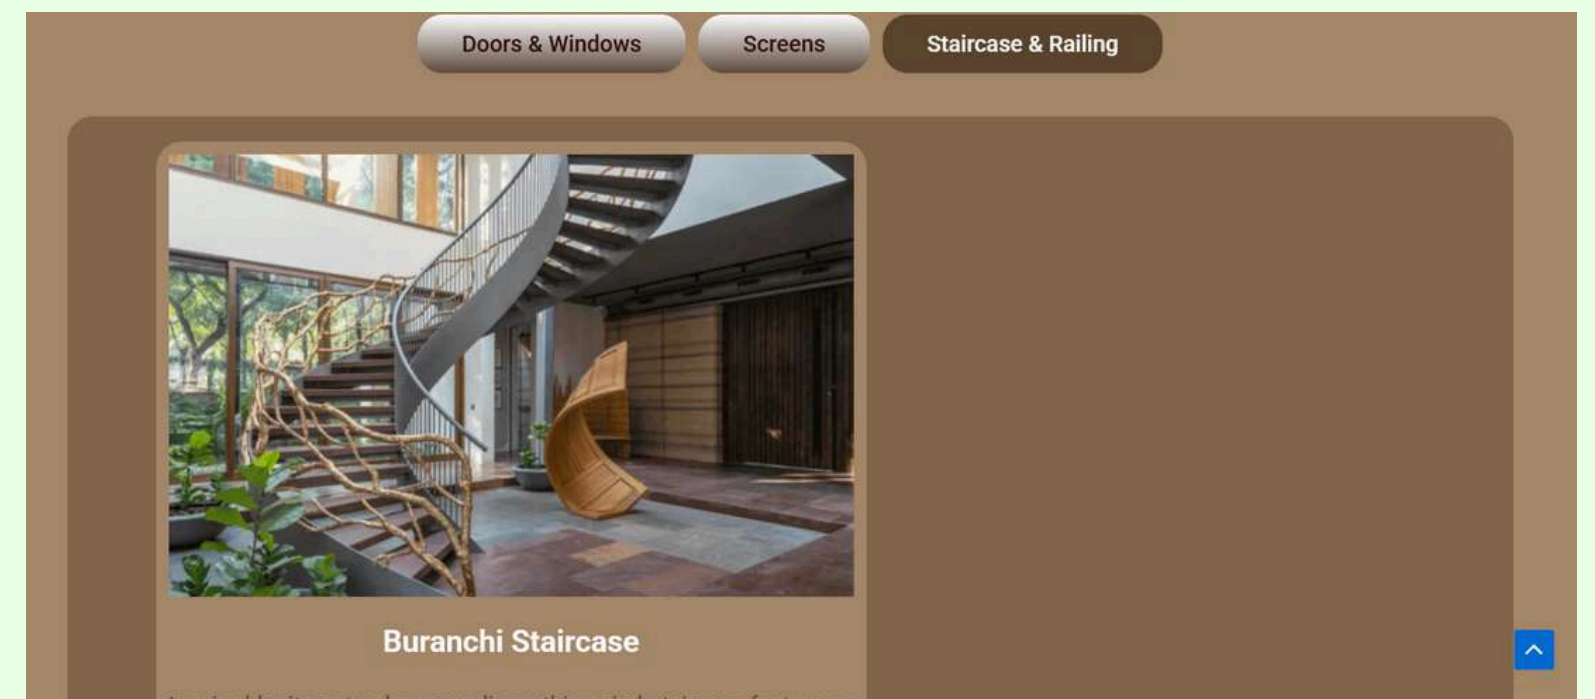 Doors & Windows
Screens
Staircase & Railing
Buranchi Staircase